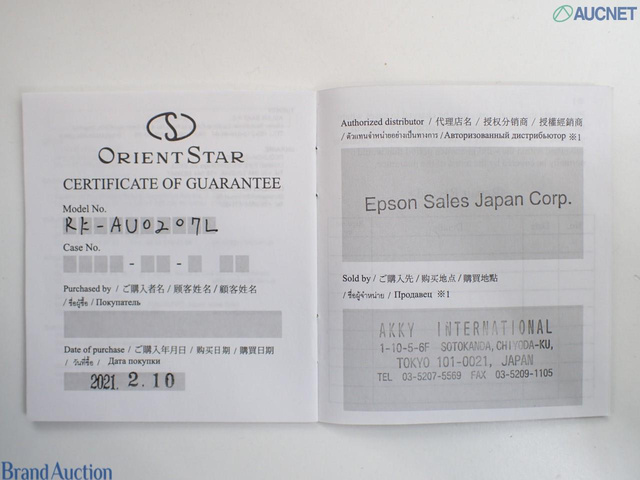 AUCNET
ORIENT STAR
CERTIFICATE OF GUARANTEE
Model No.
RK-AU0207L
Case No.
Purchased by / ご購入者名 / 顾客姓名 / 顧客姓名
/ ชื่อผู้ซื้อ / Покупатель
Date of purchase / ご購入年月日 / 购买日期 / 購買日期
/ วันที่ซื้อ / Дата покупки
2021. 2.10
Authorized distributor / 代理店名 / 授权分销商 / 授權經銷商
/ ตัวแทนจำหน่ายอย่างเป็นทางการ / Авторизованный дистрибьютор ※1
Epson Sales Japan Corp.
Sold by / ご購入先 / 购买地点 / 購買地點
/ ชื่อผู้จำหน่าย / Продавец ※1
AKKY INTERNATIONAL
1-10-5-6F SOTOKANDA, CHIYODA-KU,
TOKYO 101-0021, JAPAN
TEL 03-5207-5569 FAX 03-5209-1105
Brand Auction